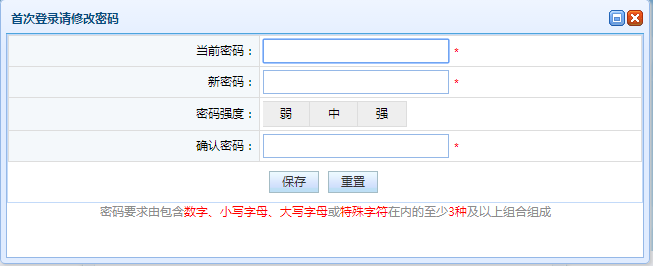 首次登录请修改密码
当前密码： *
新密码： *
密码强度： 弱 中 强
确认密码： *
保存 重置
密码要求由包含数字、小写字母、大写字母或特殊字符在内的至少3种及以上组合组成